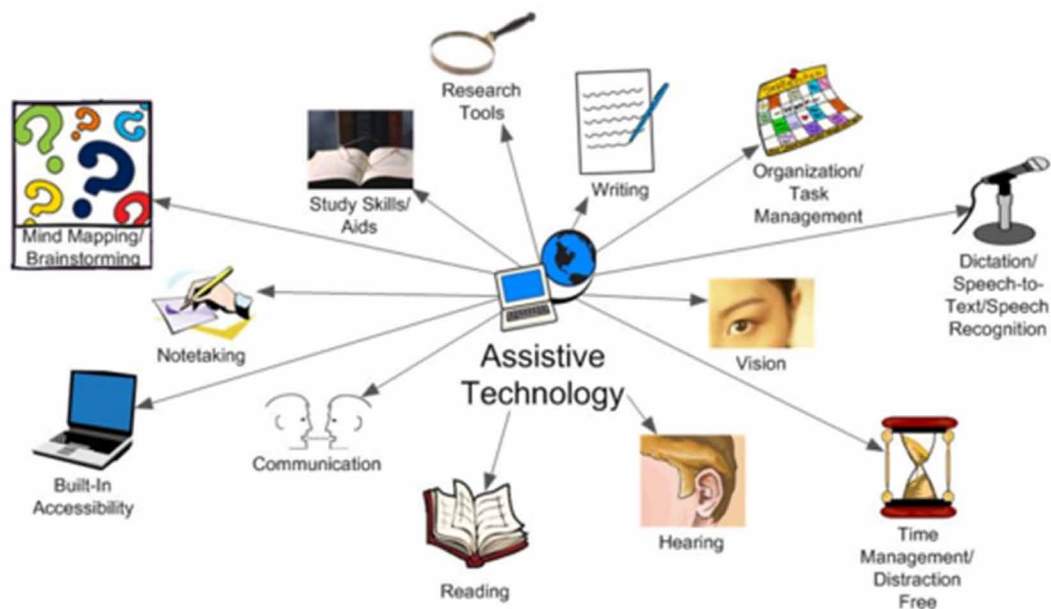 Research
Tools
Writing
Organization/
Task
Management
Study Skills/
Aids
Mind Mapping/
Brainstorming
Dictation/
Speech-to-
Text/Speech
Recognition
Notetaking
Vision
Assistive
Technology
Communication
Built-In
Accessibility
Reading
Hearing
Time
Management/
Distraction
Free